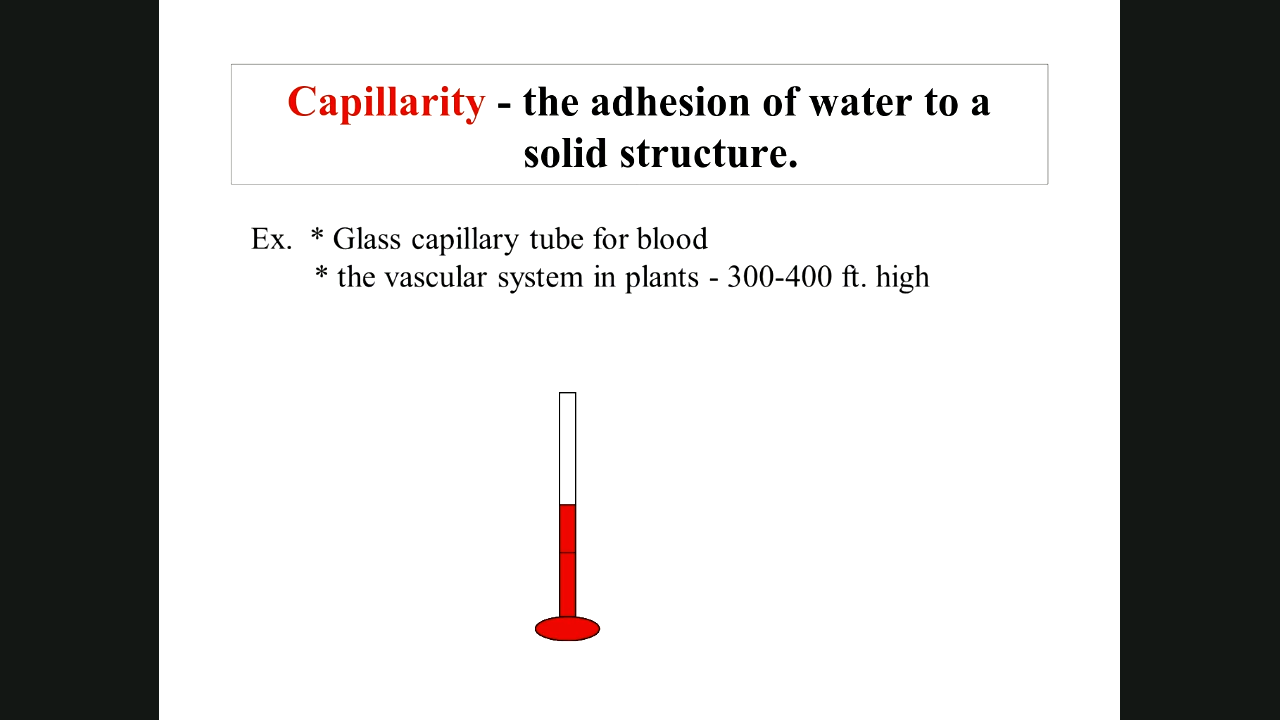 Capillarity - the adhesion of water to a
solid structure.
Ex. * Glass capillary tube for blood
* the vascular system in plants - 300-400 ft. high